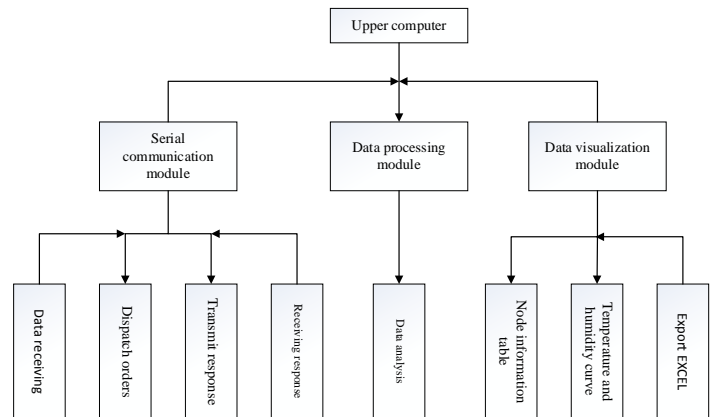 Upper computer
Serial
communication
module
Data processing
module
Data visualization
module
Data receiving
Dispatch orders
Transmit response
Receiving response
Data analysis
Node information
table
Temperature and
humidity curve
Export EXCEL